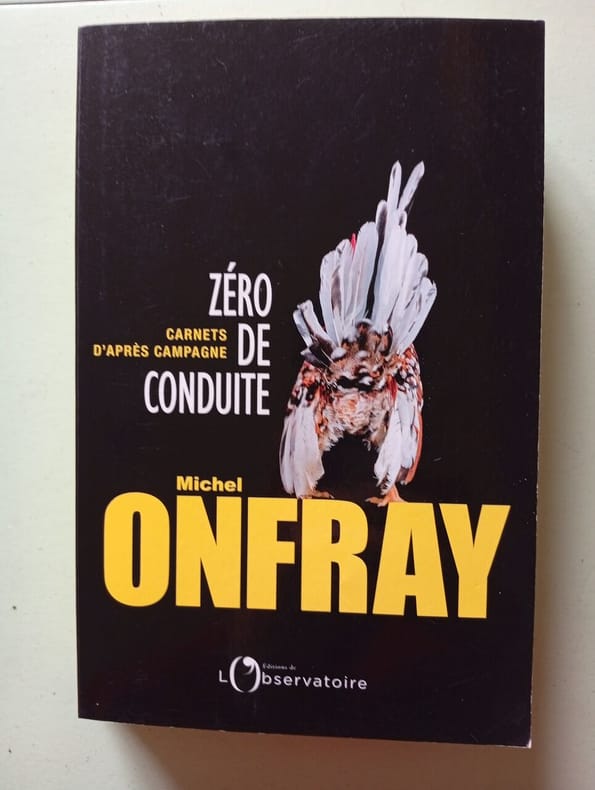 ZÉRO
CARNETS
D'APRÈS CAMPAGNE
DE
CONDUITE
Michel
ONFRAY
Éditions de
L'Observatoire